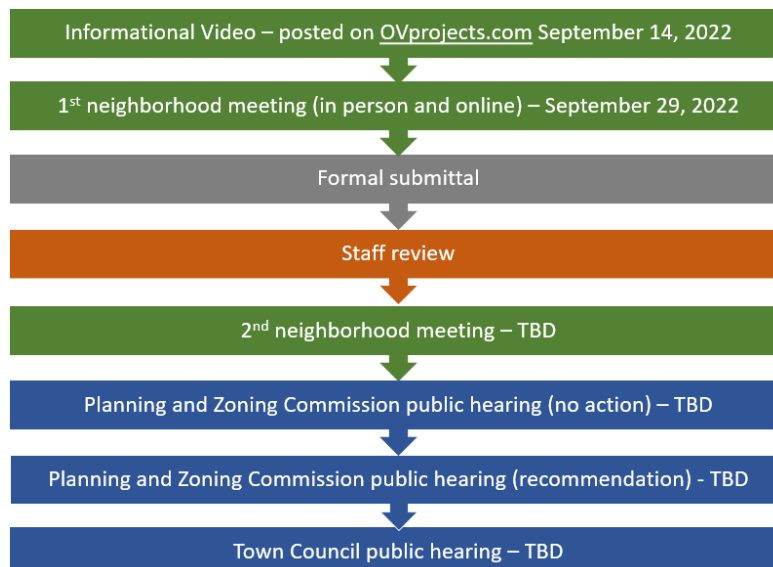 Informational Video – posted on OVprojects.com September 14, 2022
1st neighborhood meeting (in person and online) – September 29, 2022
Formal submittal
Staff review
2nd neighborhood meeting – TBD
Planning and Zoning Commission public hearing (no action) – TBD
Planning and Zoning Commission public hearing (recommendation) - TBD
Town Council public hearing – TBD